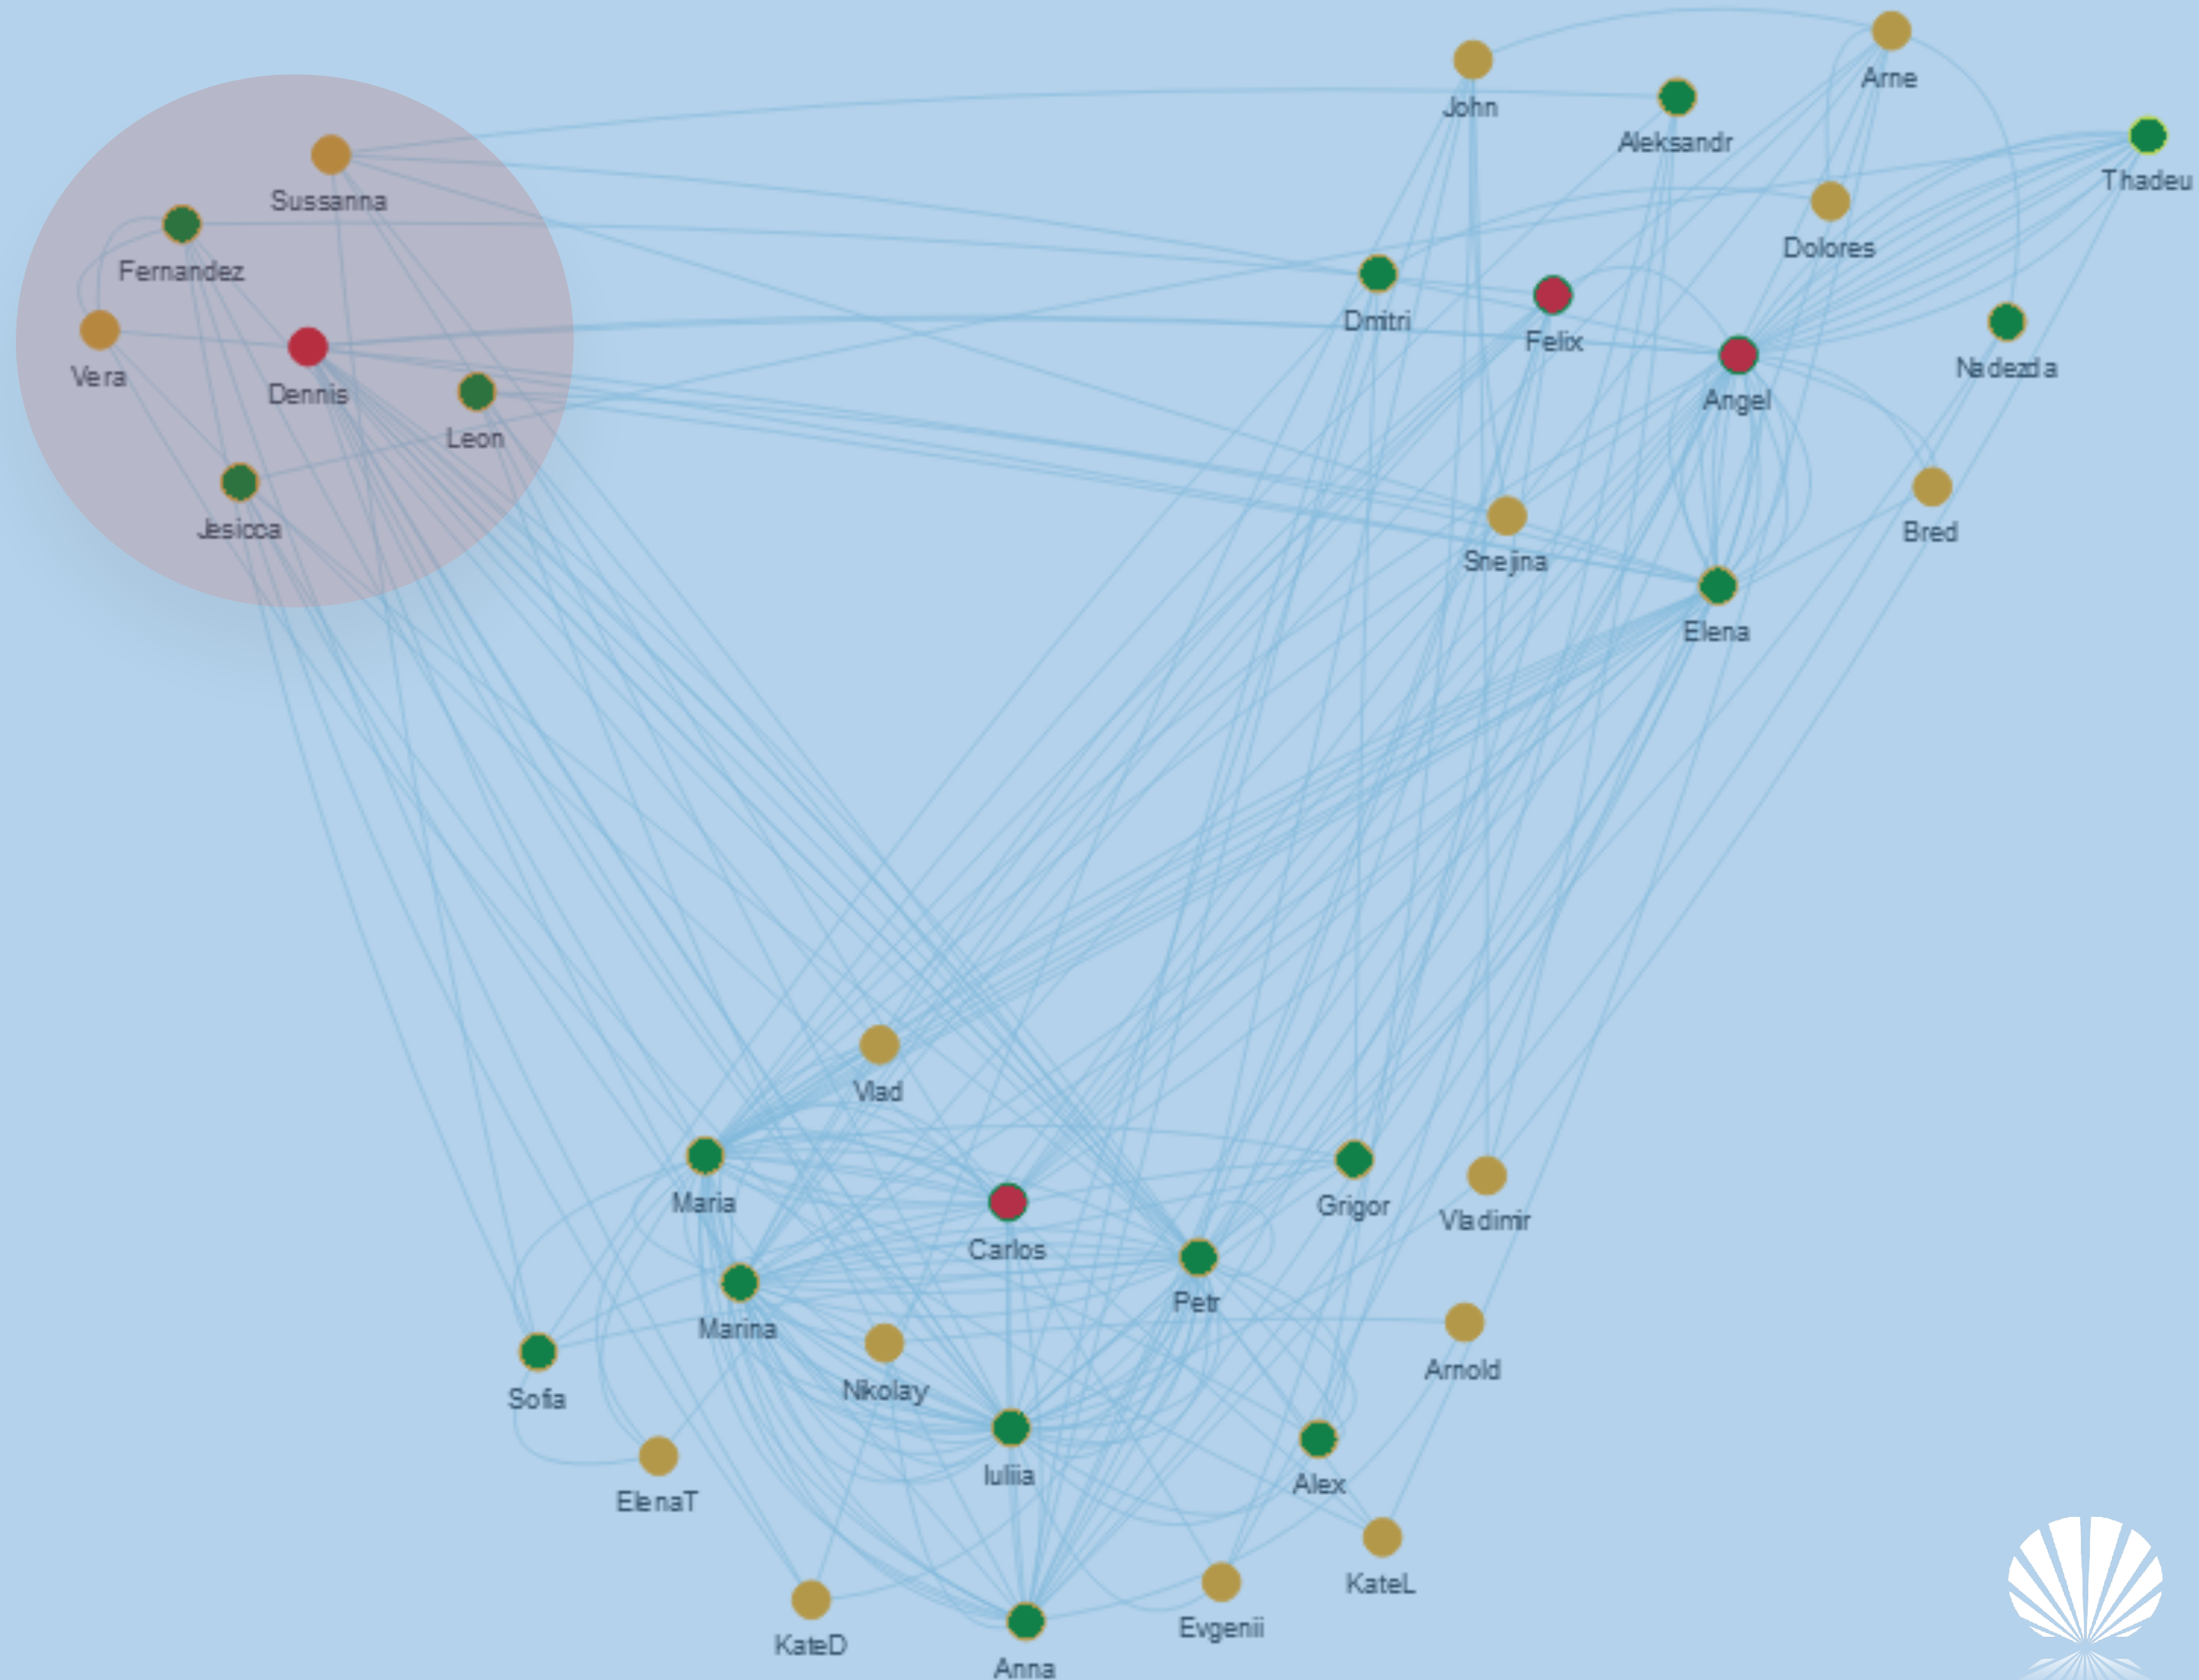 Arne
John
Aleksandr
Thadeu
Sussanna
Dolores
Fernandez
Dmitri
Felix
Nadezda
Vera
Dennis
Angel
Leon
Jesicca
Bred
Snejina
Elena
Vlad
Maria
Grigor
Vladimir
Carlos
Petr
Marina
Arnold
Nikolay
Sofia
Iuliia
Alex
ElenaT
KateL
Evgenii
KateD
Anna